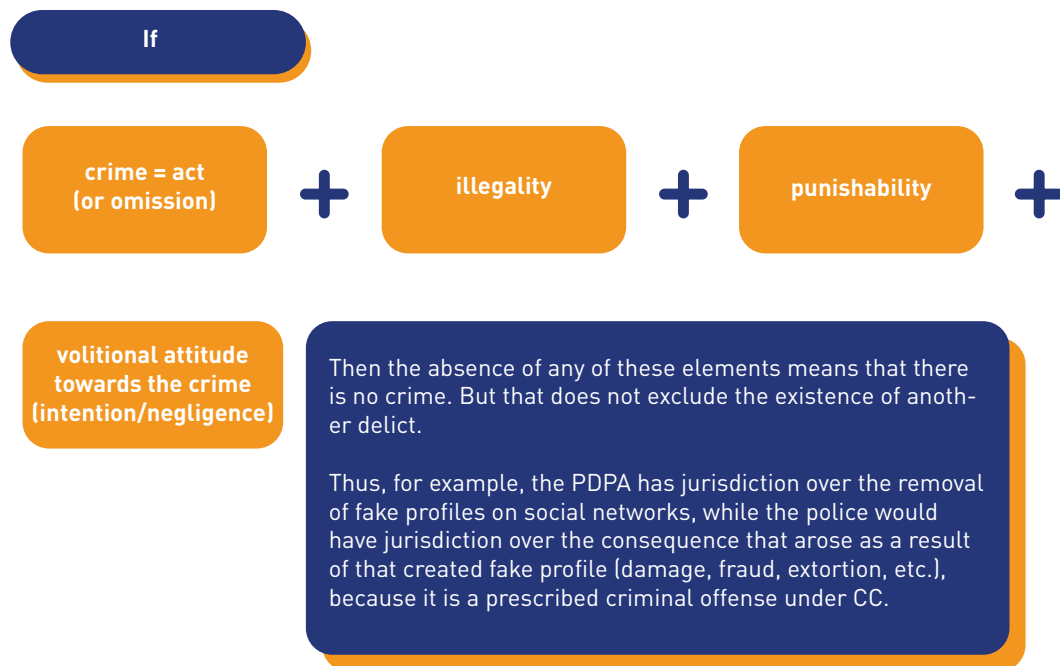 If
crime = act
(or omission)
+
illegality
+
punishability
+
volitional attitude
towards the crime
(intention/negligence)
Then the absence of any of these elements means that there
is no crime. But that does not exclude the existence of anoth-
er delict.
Thus, for example, the PDPA has jurisdiction over the removal
of fake profiles on social networks, while the police would
have jurisdiction over the consequence that arose as a result
of that created fake profile (damage, fraud, extortion, etc.),
because it is a prescribed criminal offense under CC.